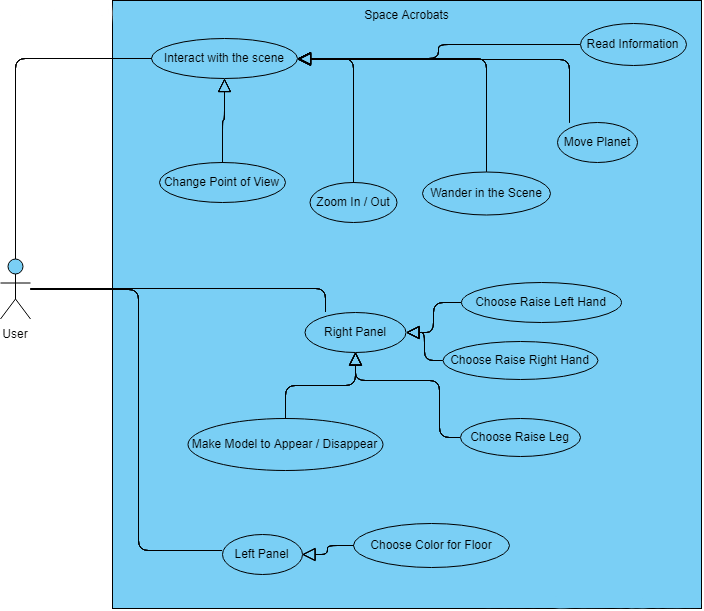 Space Acrobats
Interact with the scene
Read Information
Move Planet
Change Point of View
Zoom In / Out
Wander in the Scene
User
Right Panel
Choose Raise Left Hand
Choose Raise Right Hand
Make Model to Appear / Disappear
Choose Raise Leg
Left Panel
Choose Color for Floor